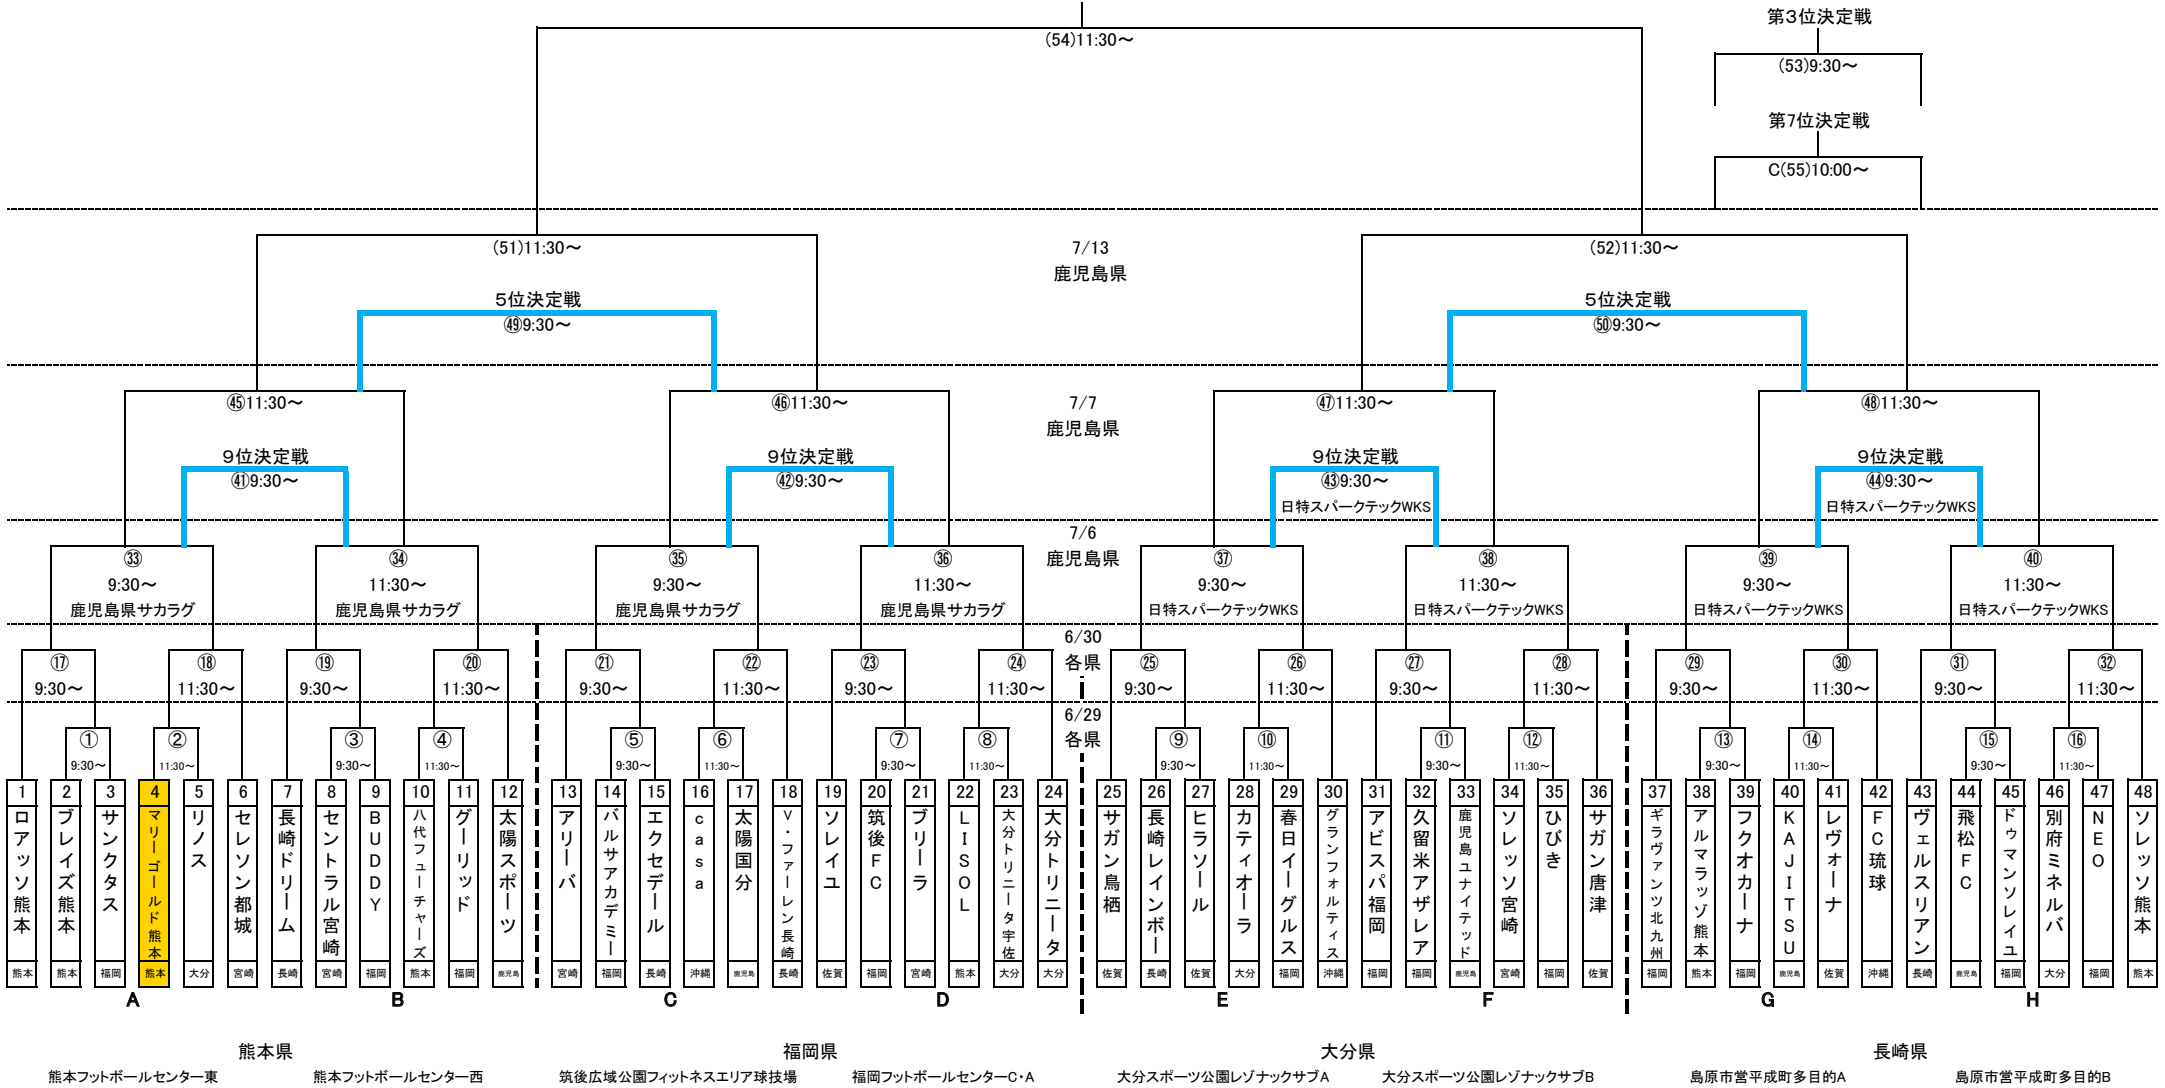 第3位決定戦
(54)11:30～
(53)9:30～
第7位決定戦
C(55)10:00～
(51)11:30～
7/13
鹿児島県
(52)11:30～
5位決定戦
㊾9:30～
5位決定戦
㊿9:30～
㊺11:30～
㊻11:30～
7/7
鹿児島県
㊼11:30～
㊽11:30～
9位決定戦
㊶9:30～
9位決定戦
㊷9:30～
9位決定戦
㊸9:30～
日特スパークテックWKS
9位決定戦
㊹9:30～
日特スパークテックWKS
7/6
鹿児島県
㉝
9:30～
鹿児島県サカラグ
㉞
11:30～
鹿児島県サカラグ
㉟
9:30～
鹿児島県サカラグ
㊱
11:30～
鹿児島県サカラグ
㊲
9:30～
日特スパークテックWKS
㊳
11:30～
日特スパークテックWKS
㊴
9:30～
日特スパークテックWKS
㊵
11:30～
日特スパークテックWKS
6/30
各県
⑰
9:30～
⑱
11:30～
⑲
9:30～
⑳
11:30～
㉑
9:30～
㉒
11:30～
㉓
9:30～
㉔
11:30～
㉕
9:30～
㉖
11:30～
㉗
9:30～
㉘
11:30～
㉙
9:30～
㉚
11:30～
㉛
9:30～
㉜
11:30～
6/29
各県
①
9:30～
②
11:30～
③
9:30～
④
11:30～
⑤
9:30～
⑥
11:30～
⑦
9:30～
⑧
11:30～
⑨
9:30～
⑩
11:30～
⑪
9:30～
⑫
11:30～
⑬
9:30～
⑭
11:30～
⑮
9:30～
⑯
11:30～
1 ロアッソ熊本 熊本
2 ブレイズ熊本 熊本
3 サンクタス 福岡
4 マリーゴールド熊本 熊本
5 リノス 大分
6 セレソン都城 宮崎
7 長崎ドリーム 長崎
8 セントラル宮崎 宮崎
9 BUDDY 福岡
10 八代フューチャーズ 熊本
11 グーリッド 福岡
12 太陽スポーツ 鹿児島
13 アリーバ 宮崎
14 バルサアカデミー 福岡
15 エクセデール 長崎
16 casa 沖縄
17 太陽国分 鹿児島
18 V・ファーレン長崎 長崎
19 ソレイユ 佐賀
20 筑後FC 福岡
21 ブリーラ 宮崎
22 LISOL 熊本
23 大分トリニータ宇佐 大分
24 大分トリニータ 大分
25 サガン鳥栖 佐賀
26 長崎レインボー 長崎
27 ヒラソール 佐賀
28 カティオーラ 大分
29 春日イーグルス 福岡
30 グランフォルティス 沖縄
31 アビスパ福岡 福岡
32 久留米アザレア 福岡
33 鹿児島ユナイテッド 鹿児島
34 ソレッソ宮崎 宮崎
35 ひびき 福岡
36 サガン唐津 佐賀
37 ギラヴァンツ北九州 福岡
38 アルマラッゾ熊本 熊本
39 フクオカーナ 福岡
40 KAJITSU 鹿児島
41 レヴォーナ 佐賀
42 FC琉球 沖縄
43 ヴェルスリアン 長崎
44 飛松FC 鹿児島
45 ドゥマンソレイユ 福岡
46 別府ミネルバ 大分
47 NEO 福岡
48 ソレッソ熊本 熊本
A
B
C
D
E
F
G
H
熊本県
福岡県
大分県
長崎県
熊本フットボールセンター東
熊本フットボールセンター西
筑後広域公園フィットネスエリア球技場
福岡フットボールセンターC・A
大分スポーツ公園レゾナックサブA
大分スポーツ公園レゾナックサブB
島原市営平成町多目的A
島原市営平成町多目的B